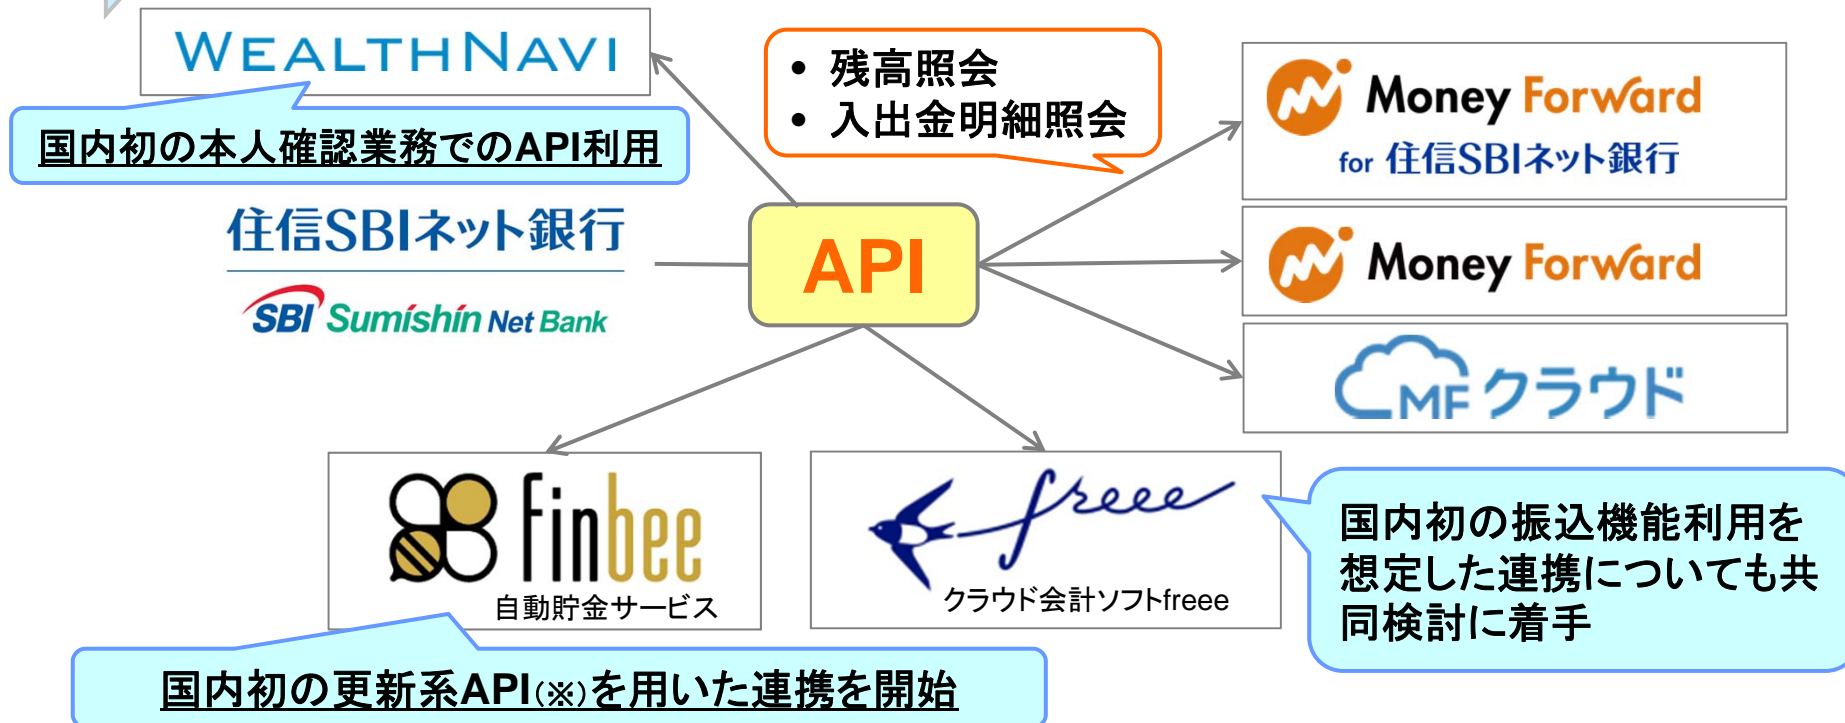 WEALTHNAVI
国内初の本人確認業務でのAPI利用
• 残高照会
• 入出金明細照会
Money Forward
for 住信SBIネット銀行
住信SBIネット銀行
SBI Sumishin Net Bank
API
Money Forward
MFクラウド
finbee
自動貯金サービス
freee
クラウド会計ソフトfreee
国内初の振込機能利用を
想定した連携についても共
同検討に着手
国内初の更新系API(※)を用いた連携を開始